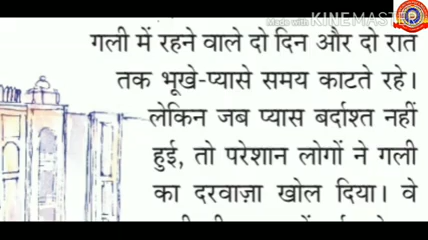 Made with KINEMASTER
गली में रहने वाले दो दिन और दो रात
तक भूखे-प्यासे समय काटते रहे।
लेकिन जब प्यास बर्दाश्त नहीं
हुई, तो परेशान लोगों ने गली
का दरवाज़ा खोल दिया। वे